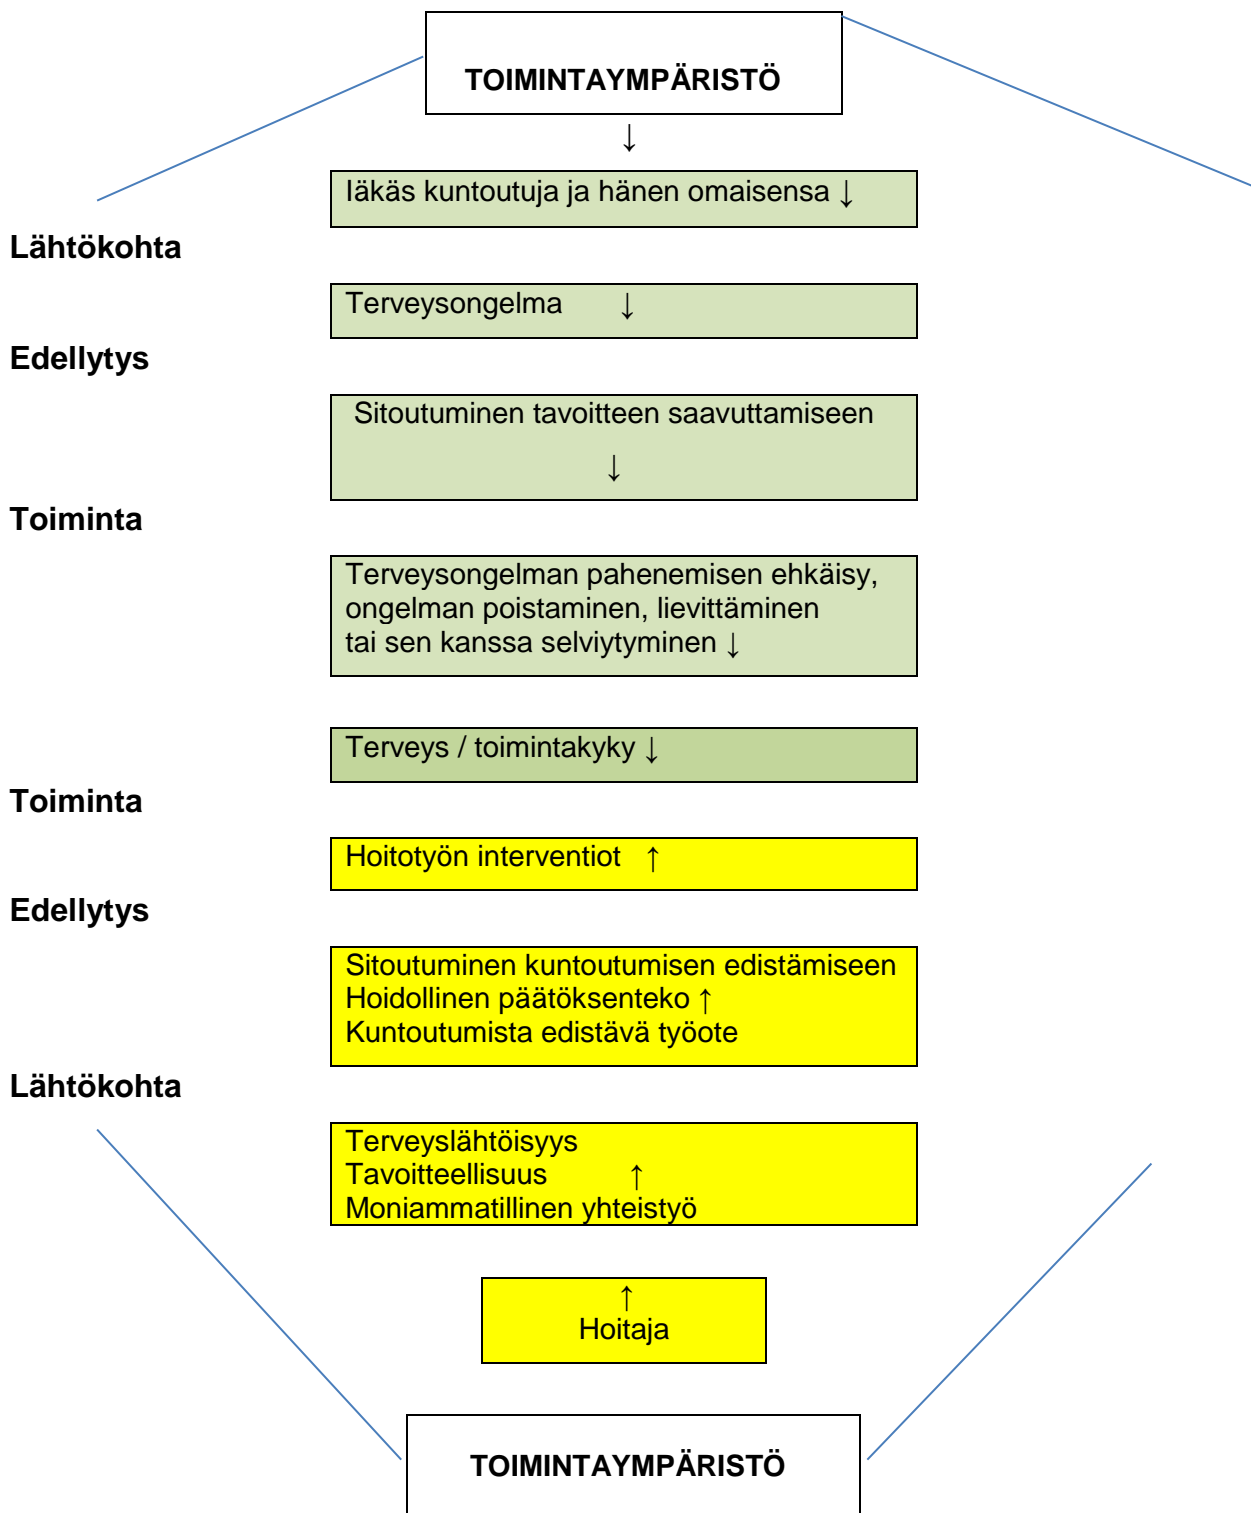 TOIMINTAYMPÄRISTÖ
↓
Iäkäs kuntoutuja ja hänen omaisensa ↓
Lähtökohta
Terveysongelma ↓
Edellytys
Sitoutuminen tavoitteen saavuttamiseen
↓
Toiminta
Terveysongelman pahenemisen ehkäisy,
ongelman poistaminen, lievittäminen
tai sen kanssa selviytyminen ↓
Terveys / toimintakyky ↓
Toiminta
Hoitotyön interventiot ↑
Edellytys
Sitoutuminen kuntoutumisen edistämiseen
Hoidollinen päätöksenteko ↑
Kuntoutumista edistävä työote
Lähtökohta
Terveyslähtöisyys
Tavoitteellisuus ↑
Moniammatillinen yhteistyö
↑
Hoitaja
TOIMINTAYMPÄRISTÖ